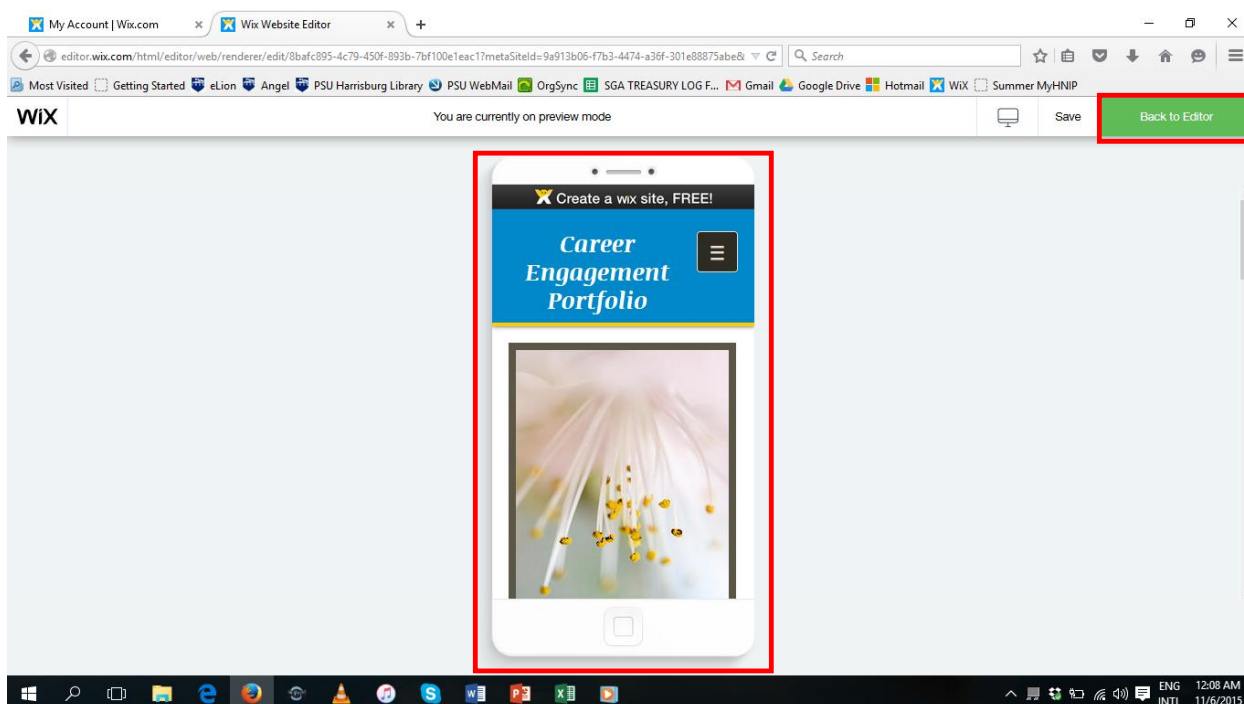 My Account | Wix.com × Wix Website Editor × +
editor.wix.com/html/editor/web/renderer/edit/8bafc895-4c79-450f-893b-7bf100e1eac1?metaSiteId=9a913b06-f7b3-4474-a36f-301e88875abe& Search
Most Visited Getting Started eLion Angel PSU Harrisburg Library PSU WebMail OrgSync SGA TREASURY LOG F... Gmail Google Drive Hotmail WiX Summer MyHNIP
WiX You are currently on preview mode Save Back to Editor
Create a WiX site, FREE!
Career
Engagement
Portfolio
ENG 12:08 AM
INTL 11/6/2015